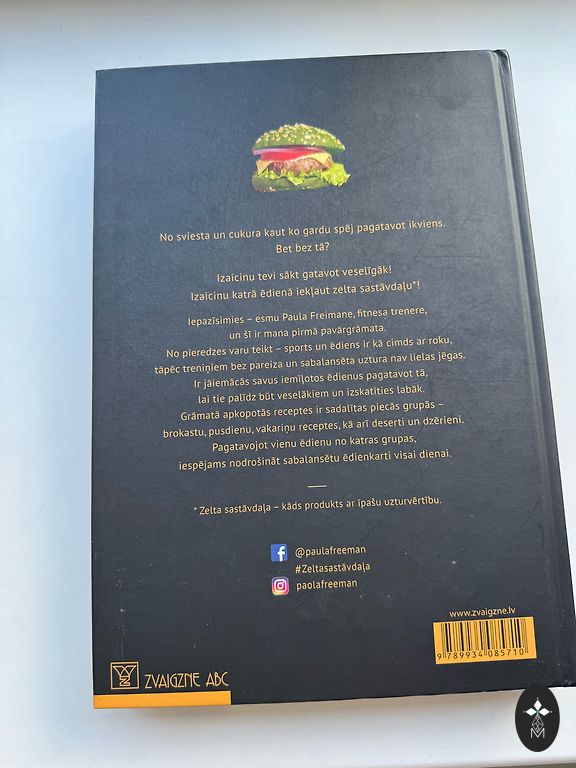 No sviesta un cukura kaut ko gardu spēj pagatavot ikviens.
Bet bez tā?
Izaicinu tevi sākt gatavot veselīgāk!
Izaicinu katrā ēdienā iekļaut zelta sastāvdaļu*!
Iepazīsimies – esmu Paula Freimane, fitnesa trenere,
un šī ir mana pirmā pavārgrāmata.
No pieredzes varu teikt – sports un ēdiens ir kā cimds ar roku,
tāpēc treniņiem bez pareiza un sabalansēta uztura nav lielas jēgas.
Ir jāiemācās savus iemīļotos ēdienus pagatavot tā,
lai tie palīdz būt veselākiem un izskatīties labāk.
Grāmatā apkopotās receptes ir sadalītas piecās grupās –
brokastu, pusdienu, vakariņu receptes, kā arī deserti un dzērieni.
Pagatavojot vienu ēdienu no katras grupas,
iespējams nodrošināt sabalansētu ēdienkarti visai dienai.
* Zelta sastāvdaļa – kāds produkts ar īpašu uzturvērtību.
@paulafreeman
#Zeltasastāvdaļa
paolafreeman
www.zvaigzne.lv
9 789934 085710
ZVAIGZNE ABC
M